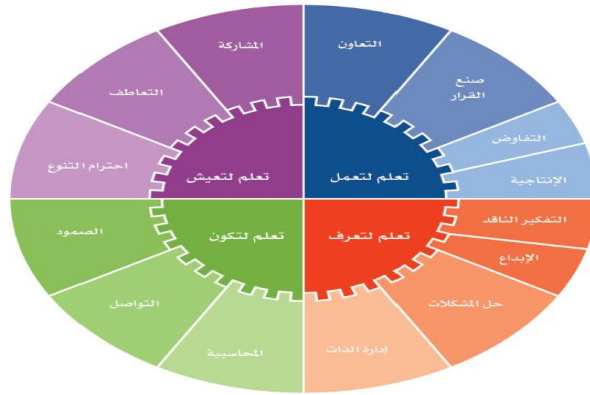 المشاركة
التعاون
صنع
القرار
التعاطف
التفاوض
احترام التنوع
الإنتاجية
تعلم لتعيش
تعلم لتعمل
تعلم لتكون
تعلم لتعرف
الصمود
التفكير الناقد
الإبداع
التواصل
حل المشكلات
المحاسبية
إدارة الذات